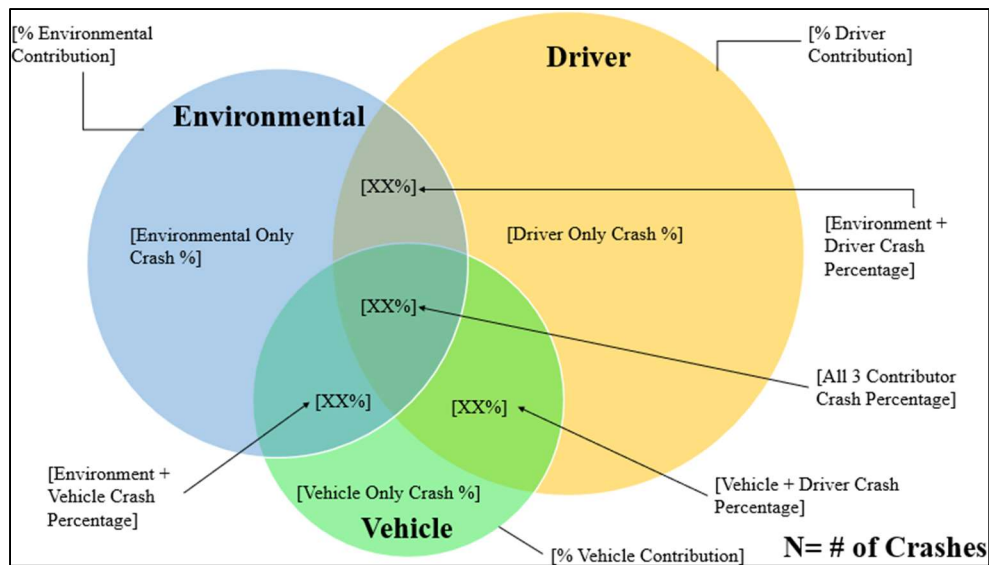 [% Environmental
Contribution]
Driver
[% Driver
Contribution]
Environmental
[XX%]
[Environmental Only
Crash %]
[Driver Only Crash %]
[Environment +
Driver Crash
Percentage]
[XX%]
[All 3 Contributor
Crash Percentage]
[XX%]
[XX%]
[Environment +
Vehicle Crash
Percentage]
[Vehicle Only Crash %]
[Vehicle + Driver Crash
Percentage]
Vehicle
[% Vehicle Contribution]
N= # of Crashes